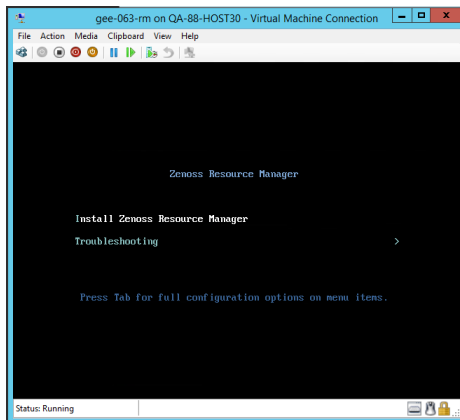 gee-063-rm on QA-88-HOST30 - Virtual Machine Connection
File Action Media Clipboard View Help
Zenoss Resource Manager
Install Zenoss Resource Manager
Troubleshooting >
Press Tab for full configuration options on menu items.
Status: Running